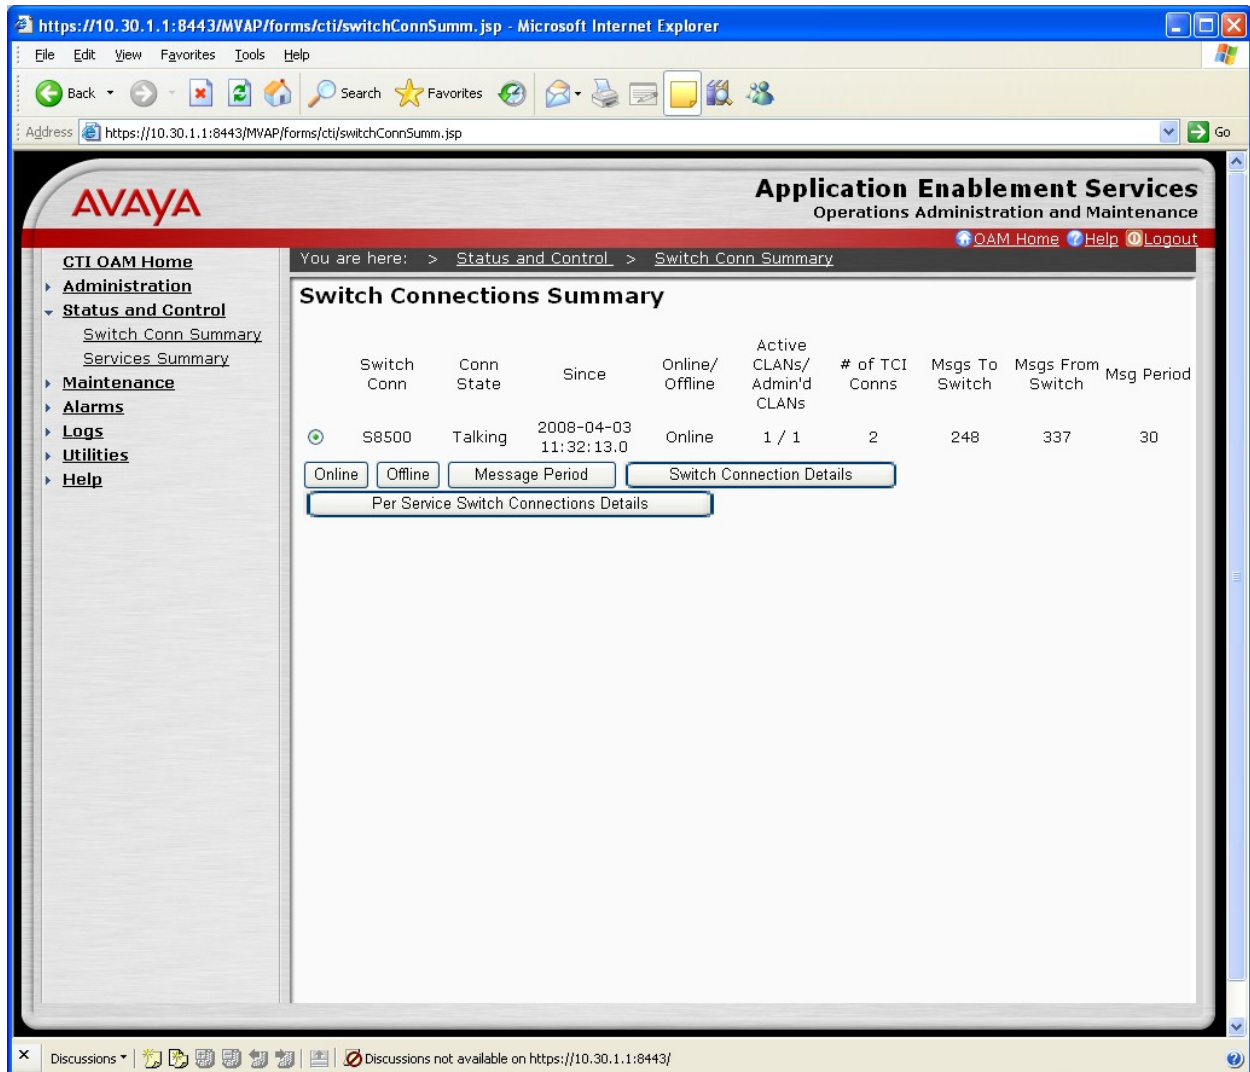 https://10.30.1.1:8443/MVAP/forms/cti/switchConnSumm.jsp - Microsoft Internet Explorer
File Edit View Favorites Tools Help
Back Search Favorites
Address https://10.30.1.1:8443/MVAP/forms/cti/switchConnSumm.jsp Go
AVAYA
Application Enablement Services
Operations Administration and Maintenance
OAM Home Help Logout
CTI OAM Home
Administration
Status and Control
Switch Conn Summary
Services Summary
Maintenance
Alarms
Logs
Utilities
Help
You are here: > Status and Control > Switch Conn Summary
Switch Connections Summary
Switch Conn
Conn State
Since
Online/ Offline
Active CLANs/ Admin'd CLANs
# of TCI Conns
Msgs To Switch
Msgs From Switch
Msg Period
S8500 Talking 2008-04-03 11:32:13.0 Online 1 / 1 2 248 337 30
Online Offline Message Period Switch Connection Details
Per Service Switch Connections Details
Discussions Discussions not available on https://10.30.1.1:8443/